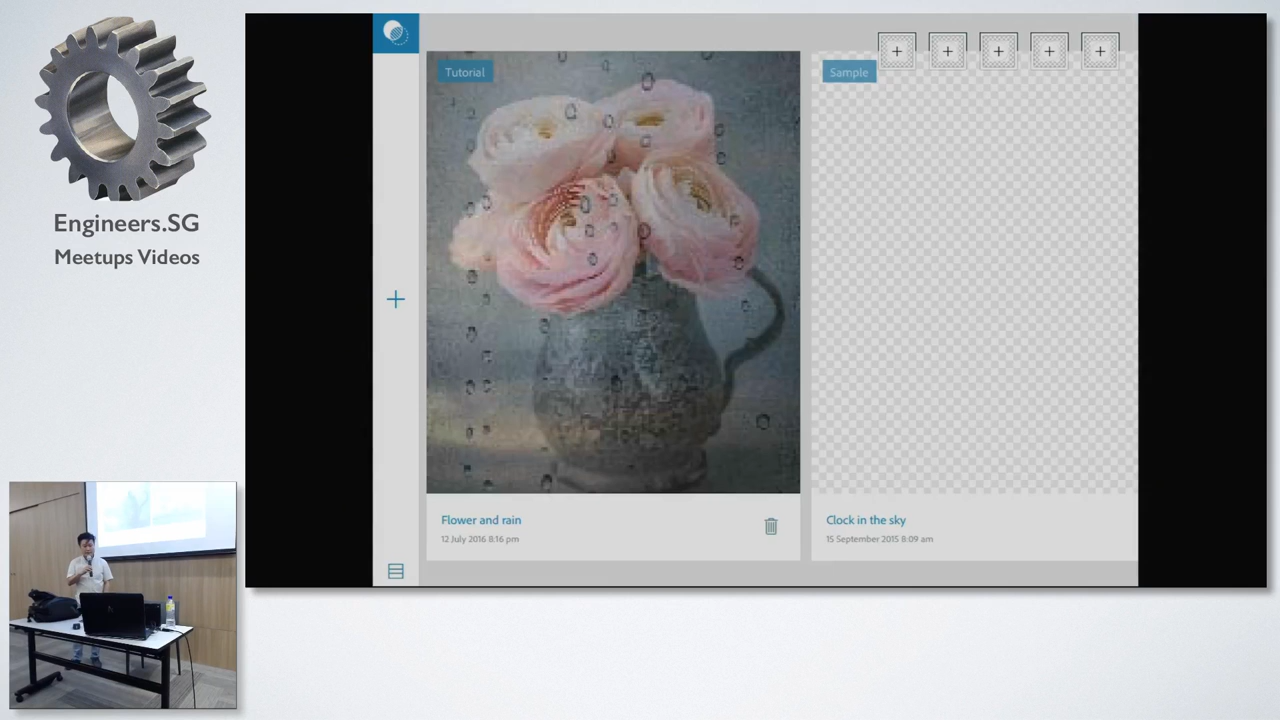 Engineers.SG
Meetups Videos
Tutorial
Sample
Flower and rain
12 July 2016 8:16 pm
Clock in the sky
15 September 2015 8:09 am